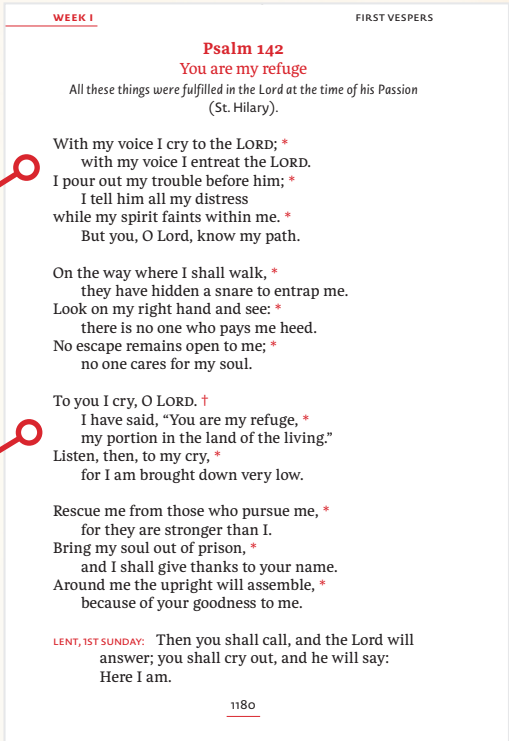 WEEK I
FIRST VESPERS
Psalm 142
You are my refuge
All these things were fulfilled in the Lord at the time of his Passion
(St. Hilary).
With my voice I cry to the LORD; *
with my voice I entreat the LORD.
I pour out my trouble before him; *
I tell him all my distress
while my spirit faints within me. *
But you, O Lord, know my path.
On the way where I shall walk, *
they have hidden a snare to entrap me.
Look on my right hand and see: *
there is no one who pays me heed.
No escape remains open to me; *
no one cares for my soul.
To you I cry, O LORD. †
I have said, “You are my refuge, *
my portion in the land of the living.”
Listen, then, to my cry, *
for I am brought down very low.
Rescue me from those who pursue me, *
for they are stronger than I.
Bring my soul out of prison, *
and I shall give thanks to your name.
Around me the upright will assemble, *
because of your goodness to me.
LENT, 1ST SUNDAY: Then you shall call, and the Lord will
answer; you shall cry out, and he will say:
Here I am.
1180